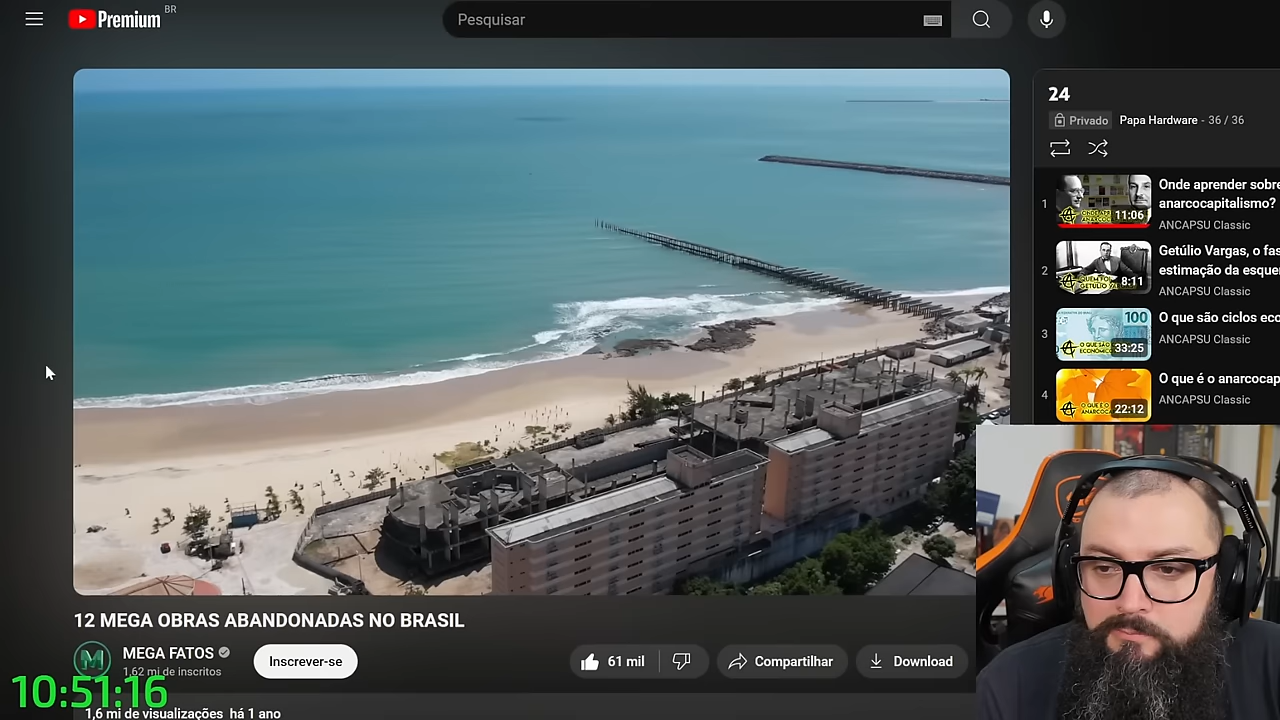 Premium BR
Pesquisar
24
Privado Papa Hardware - 36 / 36
1
11:06
Onde aprender sobre
anarcocapitalismo?
ANCAPSU Classic
2
8:11
Getúlio Vargas, o fas
estimação da esque
ANCAPSU Classic
3
100
33:25
O que são ciclos eco
ANCAPSU Classic
4
22:12
O que é o anarcocap
ANCAPSU Classic
12 MEGA OBRAS ABANDONADAS NO BRASIL
MEGA FATOS
1,62 mi de inscritos
Inscrever-se
61 mil
Compartilhar
Download
10:51:16
1,6 mi de visualizações há 1 ano